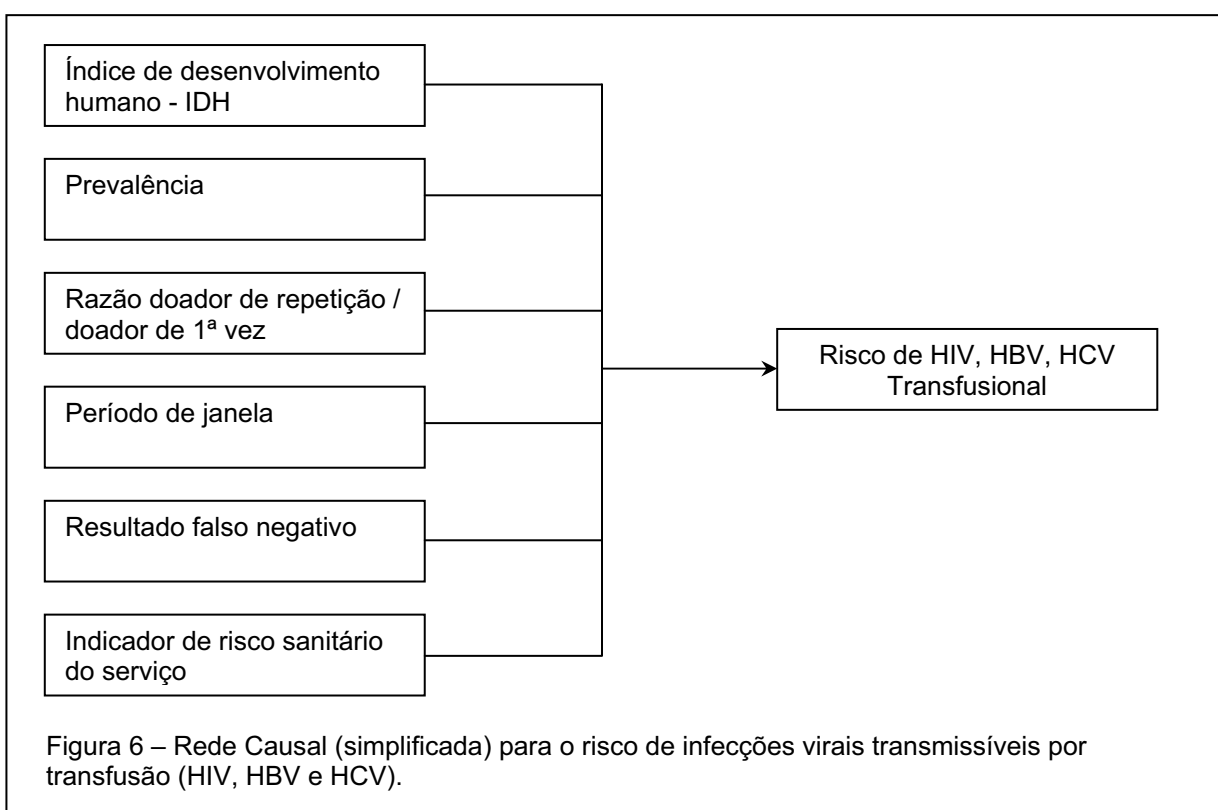 Índice de desenvolvimento
humano - IDH
Prevalência
Razão doador de repetição /
doador de 1ª vez
Período de janela
Resultado falso negativo
Indicador de risco sanitário
do serviço
Risco de HIV, HBV, HCV
Transfusional
Figura 6 – Rede Causal (simplificada) para o risco de infecções virais transmissíveis por
transfusão (HIV, HBV e HCV).